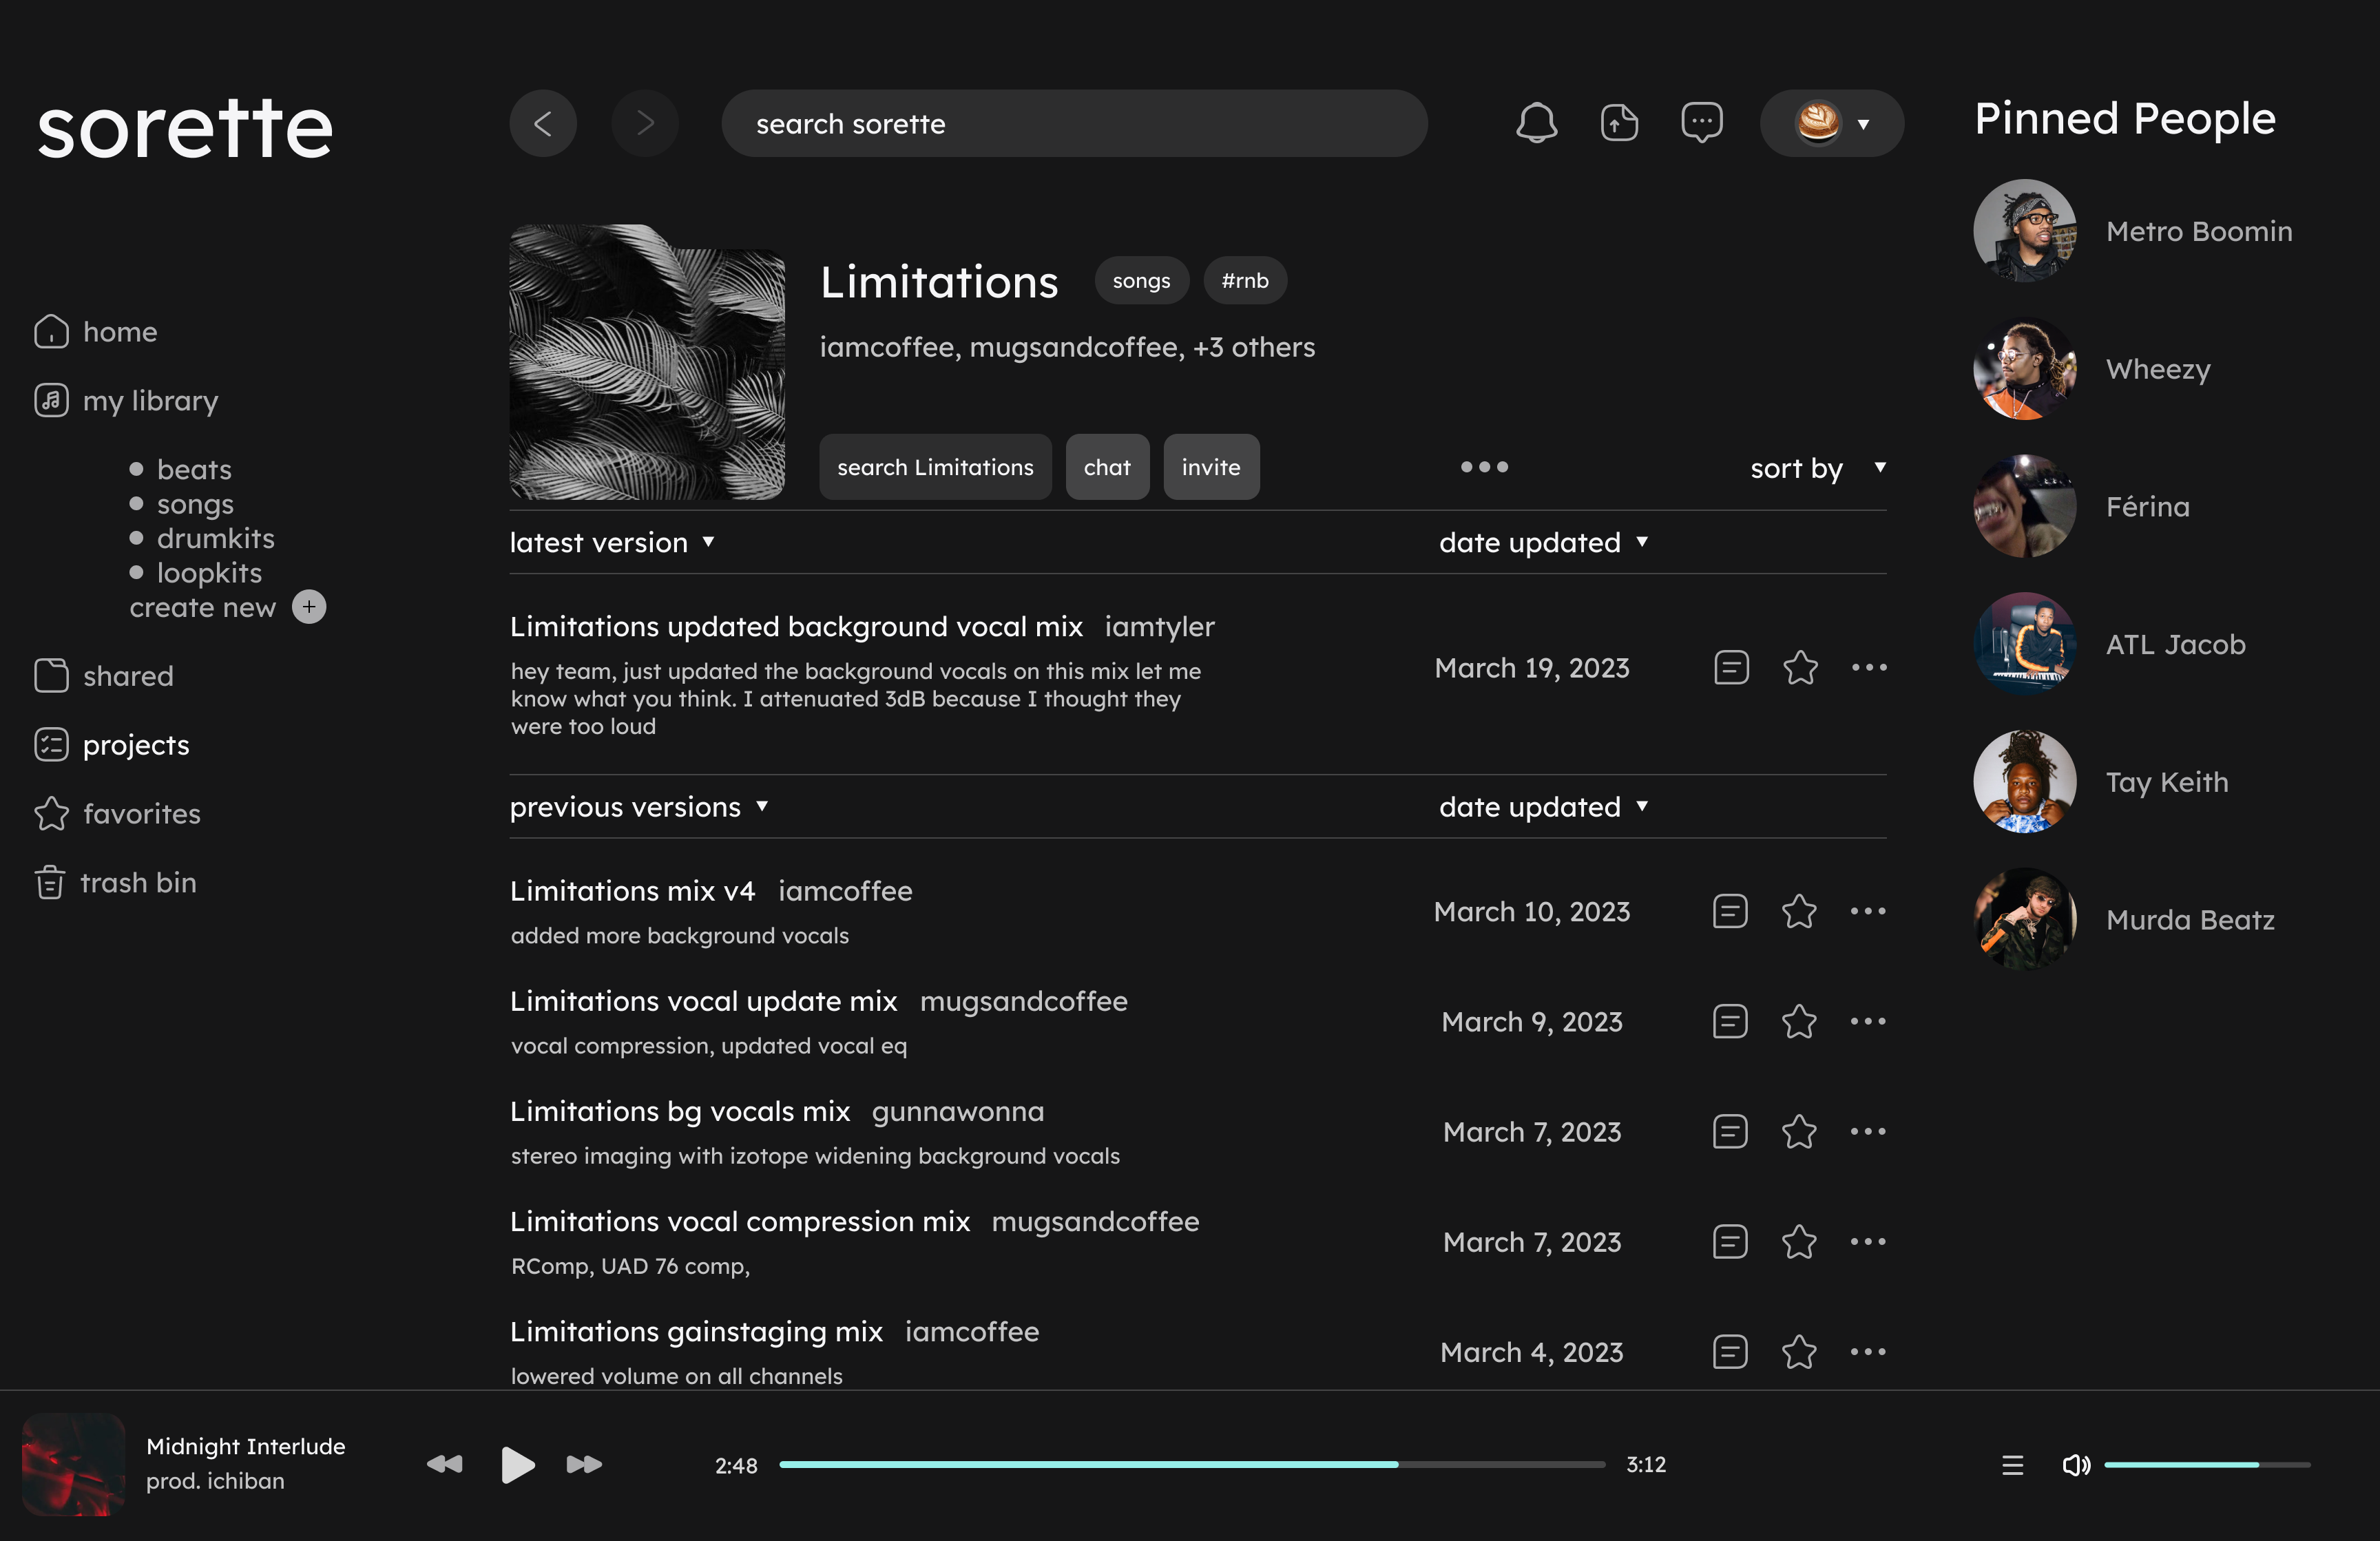 sorette
search sorette
Pinned People
home
my library
beats
songs
drumkits
loopkits
create new
shared
projects
favorites
trash bin
Limitations songs #rnb
iamcoffee, mugsandcoffee, +3 others
search Limitations chat invite
sort by
latest version date updated
Limitations updated background vocal mix iamtyler
hey team, just updated the background vocals on this mix let me
know what you think. I attenuated 3dB because I thought they
were too loud
March 19, 2023
previous versions date updated
Limitations mix v4 iamcoffee
added more background vocals
March 10, 2023
Limitations vocal update mix mugsandcoffee
vocal compression, updated vocal eq
March 9, 2023
Limitations bg vocals mix gunnawonna
stereo imaging with izotope widening background vocals
March 7, 2023
Limitations vocal compression mix mugsandcoffee
RComp, UAD 76 comp,
March 7, 2023
Limitations gainstaging mix iamcoffee
lowered volume on all channels
March 4, 2023
Metro Boomin
Wheezy
Férina
ATL Jacob
Tay Keith
Murda Beatz
Midnight Interlude
prod. ichiban
2:48
3:12